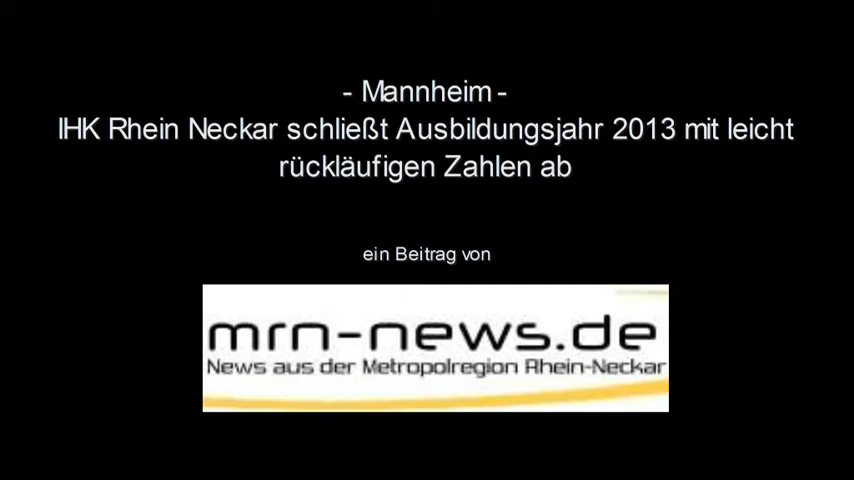 - Mannheim -
IHK Rhein Neckar schließt Ausbildungsjahr 2013 mit leicht
rückläufigen Zahlen ab
ein Beitrag von
mrn-news.de
News aus der Metropolregion Rhein-Neckar